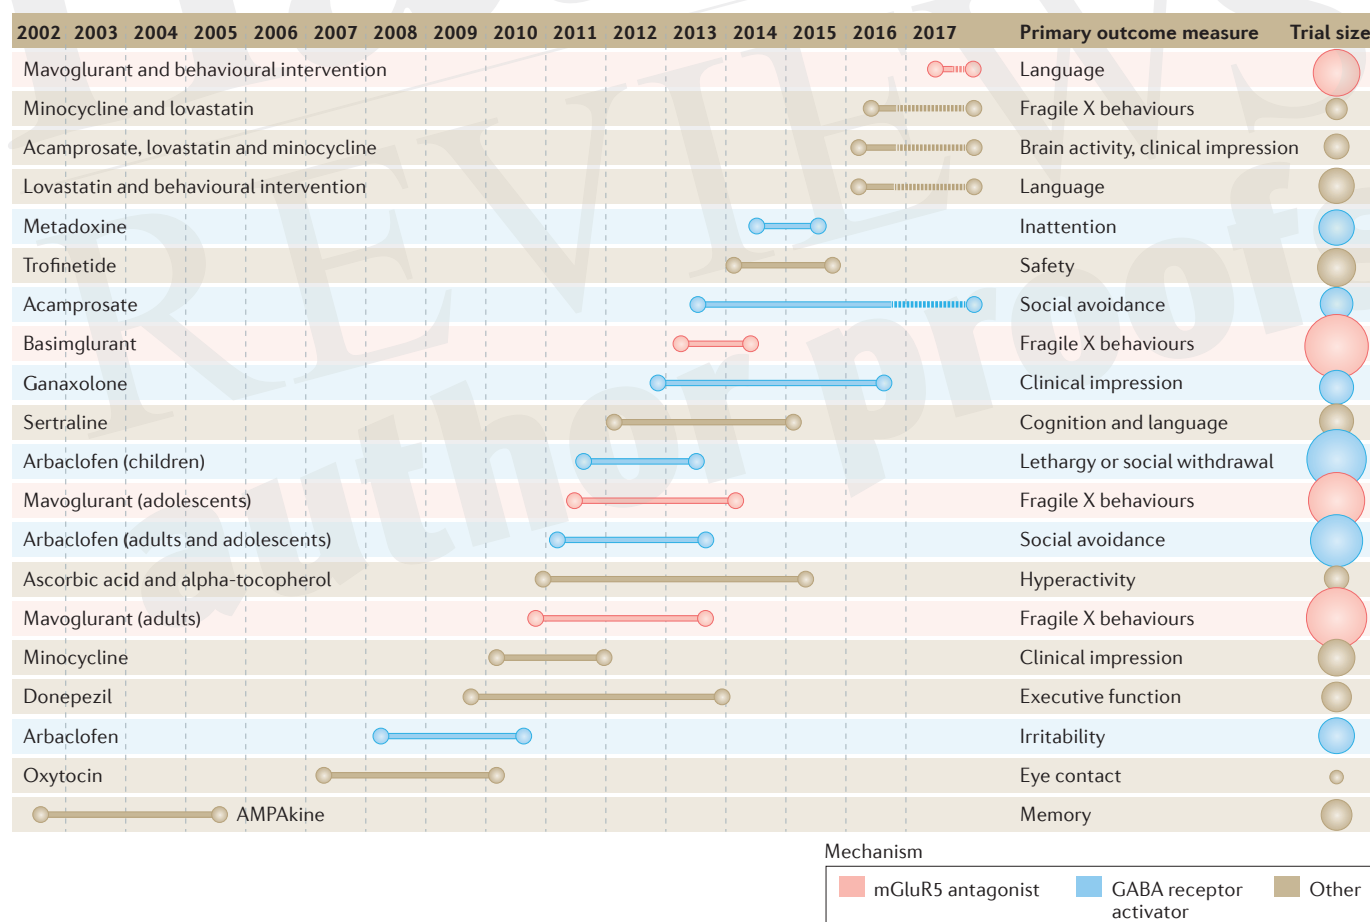 2002 2003 2004 2005 2006 2007 2008 2009 2010 2011 2012 2013 2014 2015 2016 2017 Primary outcome measure Trial size
Mavoglurant and behavioural intervention Language
Minocycline and lovastatin Fragile X behaviours
Acamprosate, lovastatin and minocycline Brain activity, clinical impression
Lovastatin and behavioural intervention Language
Metadoxine Inattention
Trofinetide Safety
Acamprosate Social avoidance
Basimglurant Fragile X behaviours
Ganaxolone Clinical impression
Sertraline Cognition and language
Arbaclofen (children) Lethargy or social withdrawal
Mavoglurant (adolescents) Fragile X behaviours
Arbaclofen (adults and adolescents) Social avoidance
Ascorbic acid and alpha-tocopherol Hyperactivity
Mavoglurant (adults) Fragile X behaviours
Minocycline Clinical impression
Donepezil Executive function
Arbaclofen Irritability
Oxytocin Eye contact
AMPAkine Memory
Mechanism
mGluR5 antagonist GABA receptor Other
activator
REVIEWS
author proofs